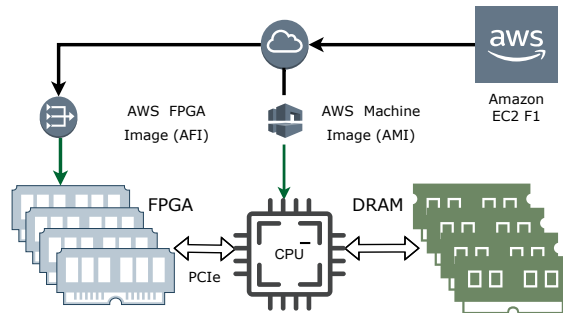 aws
Amazon
EC2 F1
AWS FPGA
Image (AFI)
AWS Machine
Image (AMI)
FPGA
DRAM
CPU
PCIe